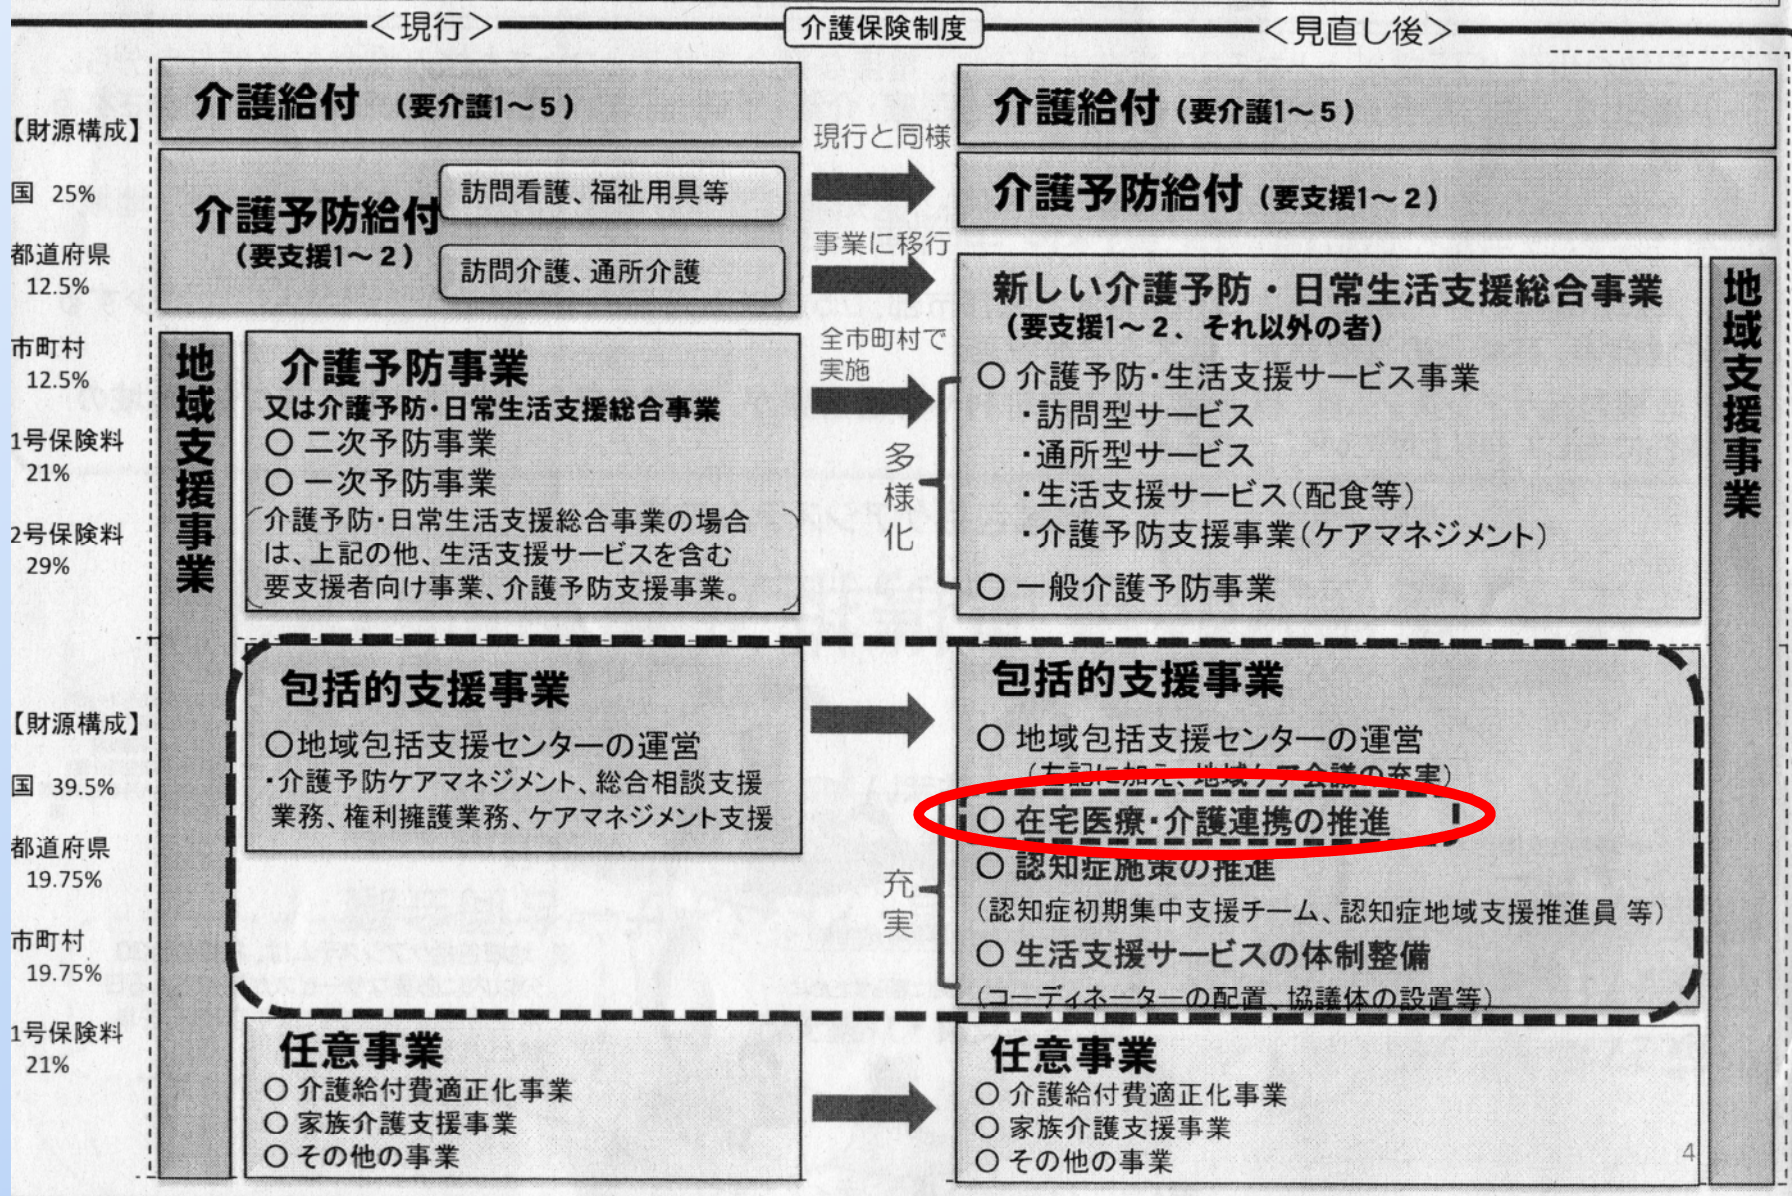 ＜現行＞
介護保険制度
＜見直し後＞
【財源構成】
国 25%
都道府県
12.5%
市町村
12.5%
1号保険料
21%
2号保険料
29%
介護給付 （要介護1～5）
介護予防給付
（要支援1～2）
訪問看護、福祉用具等
訪問介護、通所介護
現行と同様
事業に移行
全市町村で
実施
多様化
介護給付（要介護1～5）
介護予防給付（要支援1～2）
地域支援事業
介護予防事業
又は介護予防・日常生活支援総合事業
○ 二次予防事業
○ 一次予防事業
介護予防・日常生活支援総合事業の場合
は、上記の他、生活支援サービスを含む
要支援者向け事業、介護予防支援事業。
新しい介護予防・日常生活支援総合事業
（要支援1～2、それ以外の者）
○ 介護予防・生活支援サービス事業
・訪問型サービス
・通所型サービス
・生活支援サービス（配食等）
・介護予防支援事業（ケアマネジメント）
○ 一般介護予防事業
地域支援事業
【財源構成】
国 39.5%
都道府県
19.75%
市町村
19.75%
1号保険料
21%
包括的支援事業
○地域包括支援センターの運営
・介護予防ケアマネジメント、総合相談支援
業務、権利擁護業務、ケアマネジメント支援
充実
包括的支援事業
○ 地域包括支援センターの運営
（左記に加え、地域ケア会議の充実）
○ 在宅医療・介護連携の推進
○ 認知症施策の推進
（認知症初期集中支援チーム、認知症地域支援推進員 等）
○ 生活支援サービスの体制整備
（コーディネーターの配置、協議体の設置等）
任意事業
○ 介護給付費適正化事業
○ 家族介護支援事業
○ その他の事業
任意事業
○ 介護給付費適正化事業
○ 家族介護支援事業
○ その他の事業
4